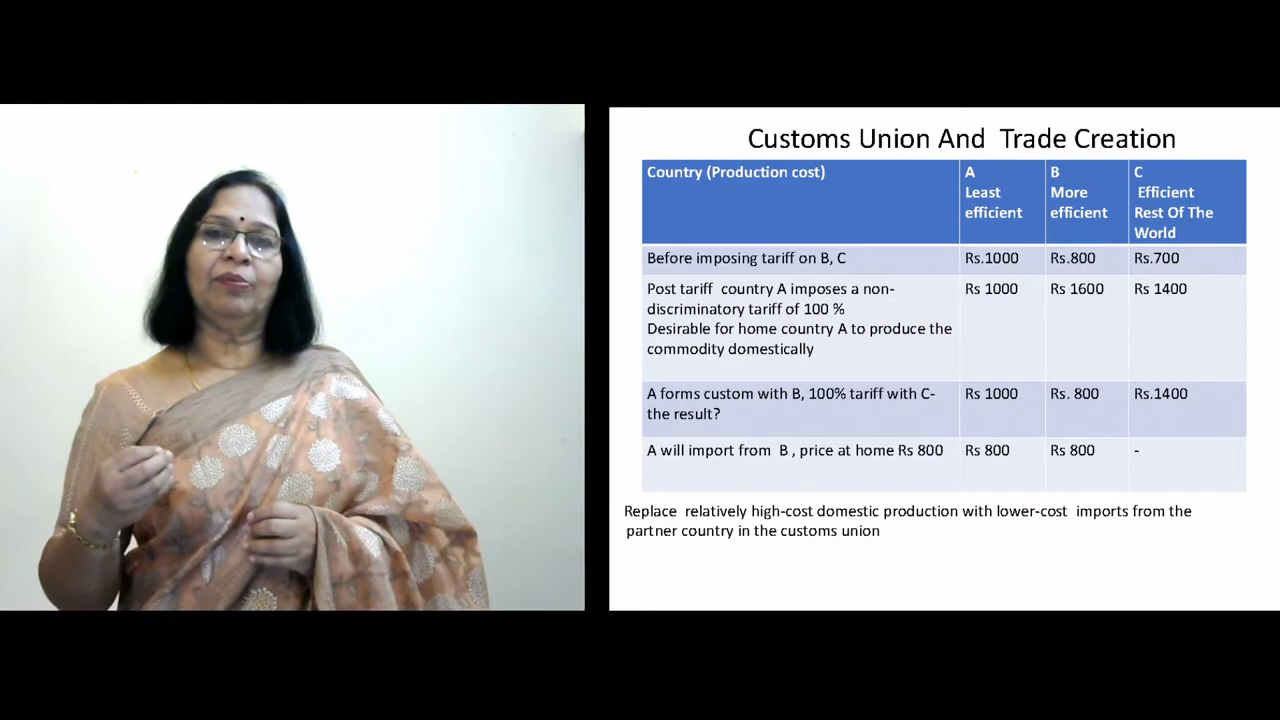 Customs Union And  Trade Creation
Country (Production cost)
A
Least
efficient
B
More
efficient
C
Efficient
Rest Of The
World
Before imposing tariff on B, C
Rs.1000
Rs.800
Rs.700
Post tariff  country A imposes a non-
discriminatory tariff of 100 %
Desirable for home country A to produce the
commodity domestically
Rs 1000
Rs 1600
Rs 1400
A forms custom with B, 100% tariff with C-
the result?
Rs 1000
Rs. 800
Rs.1400
A will import from  B , price at home Rs 800
Rs 800
Rs 800
-
Replace  relatively high-cost domestic production with lower-cost  imports from the
partner country in the customs union